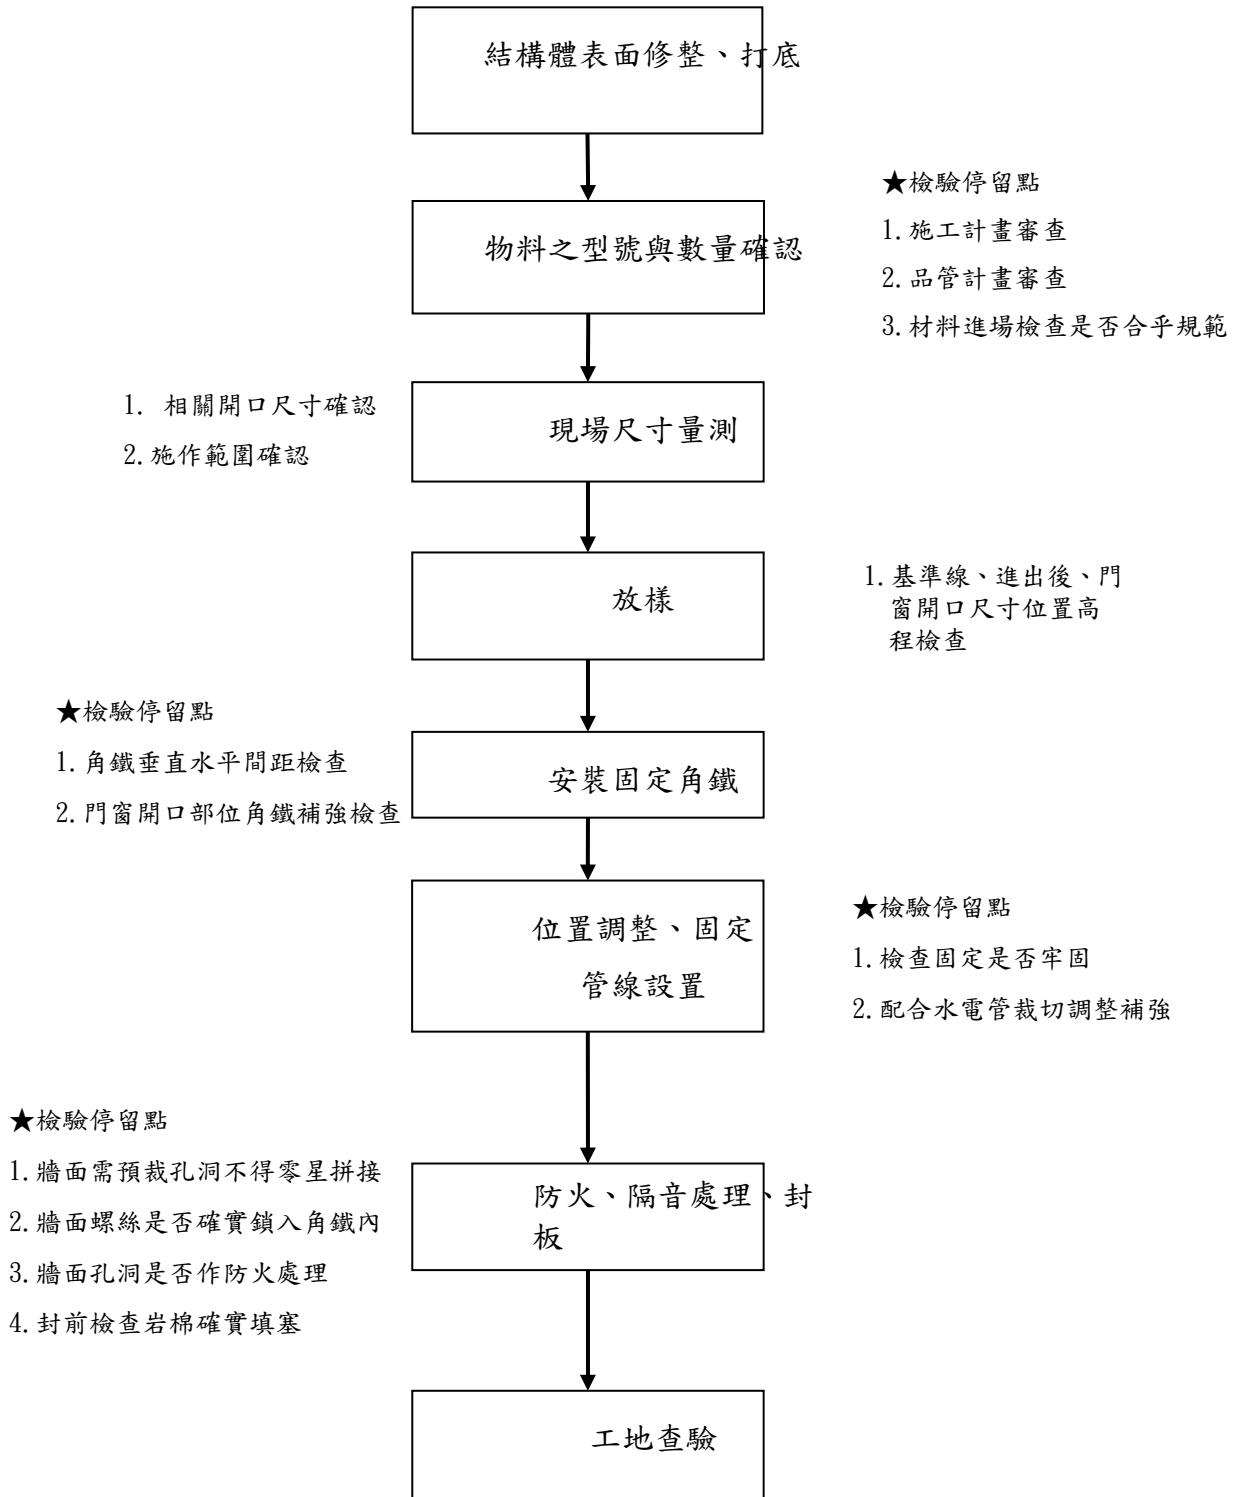 結構體表面修整、打底
★檢驗停留點
1.施工計畫審查
物料之型號與數量確認
2.品管計畫審查
3.材料進場檢查是否合乎規範
1. 相關開口尺寸確認
現場尺寸量測
2.施作範圍確認
放樣
1.基準線、進出後、門
窗開口尺寸位置高
程檢查
★檢驗停留點
1.角鐵垂直水平間距檢查
安裝固定角鐵
2.門窗開口部位角鐵補強檢查
位置調整、固定
管線設置
★檢驗停留點
1.檢查固定是否牢固
2.配合水電管裁切調整補強
★檢驗停留點
1.牆面需預裁孔洞不得零星拼接
2.牆面螺絲是否確實鎖入角鐵內
3.牆面孔洞是否作防火處理
4.封前檢查岩棉確實填塞
防火、隔音處理、封
板
工地查驗